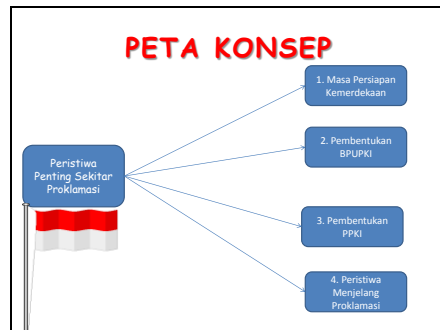 PETA KONSEP
1. Masa Persiapan
Kemerdekaan
2. Pembentukan
BPUPKI
Peristiwa
Penting Sekitar
Proklamasi
3. Pembentukan
PPKI
4. Peristiwa
Menjelang
Proklamasi